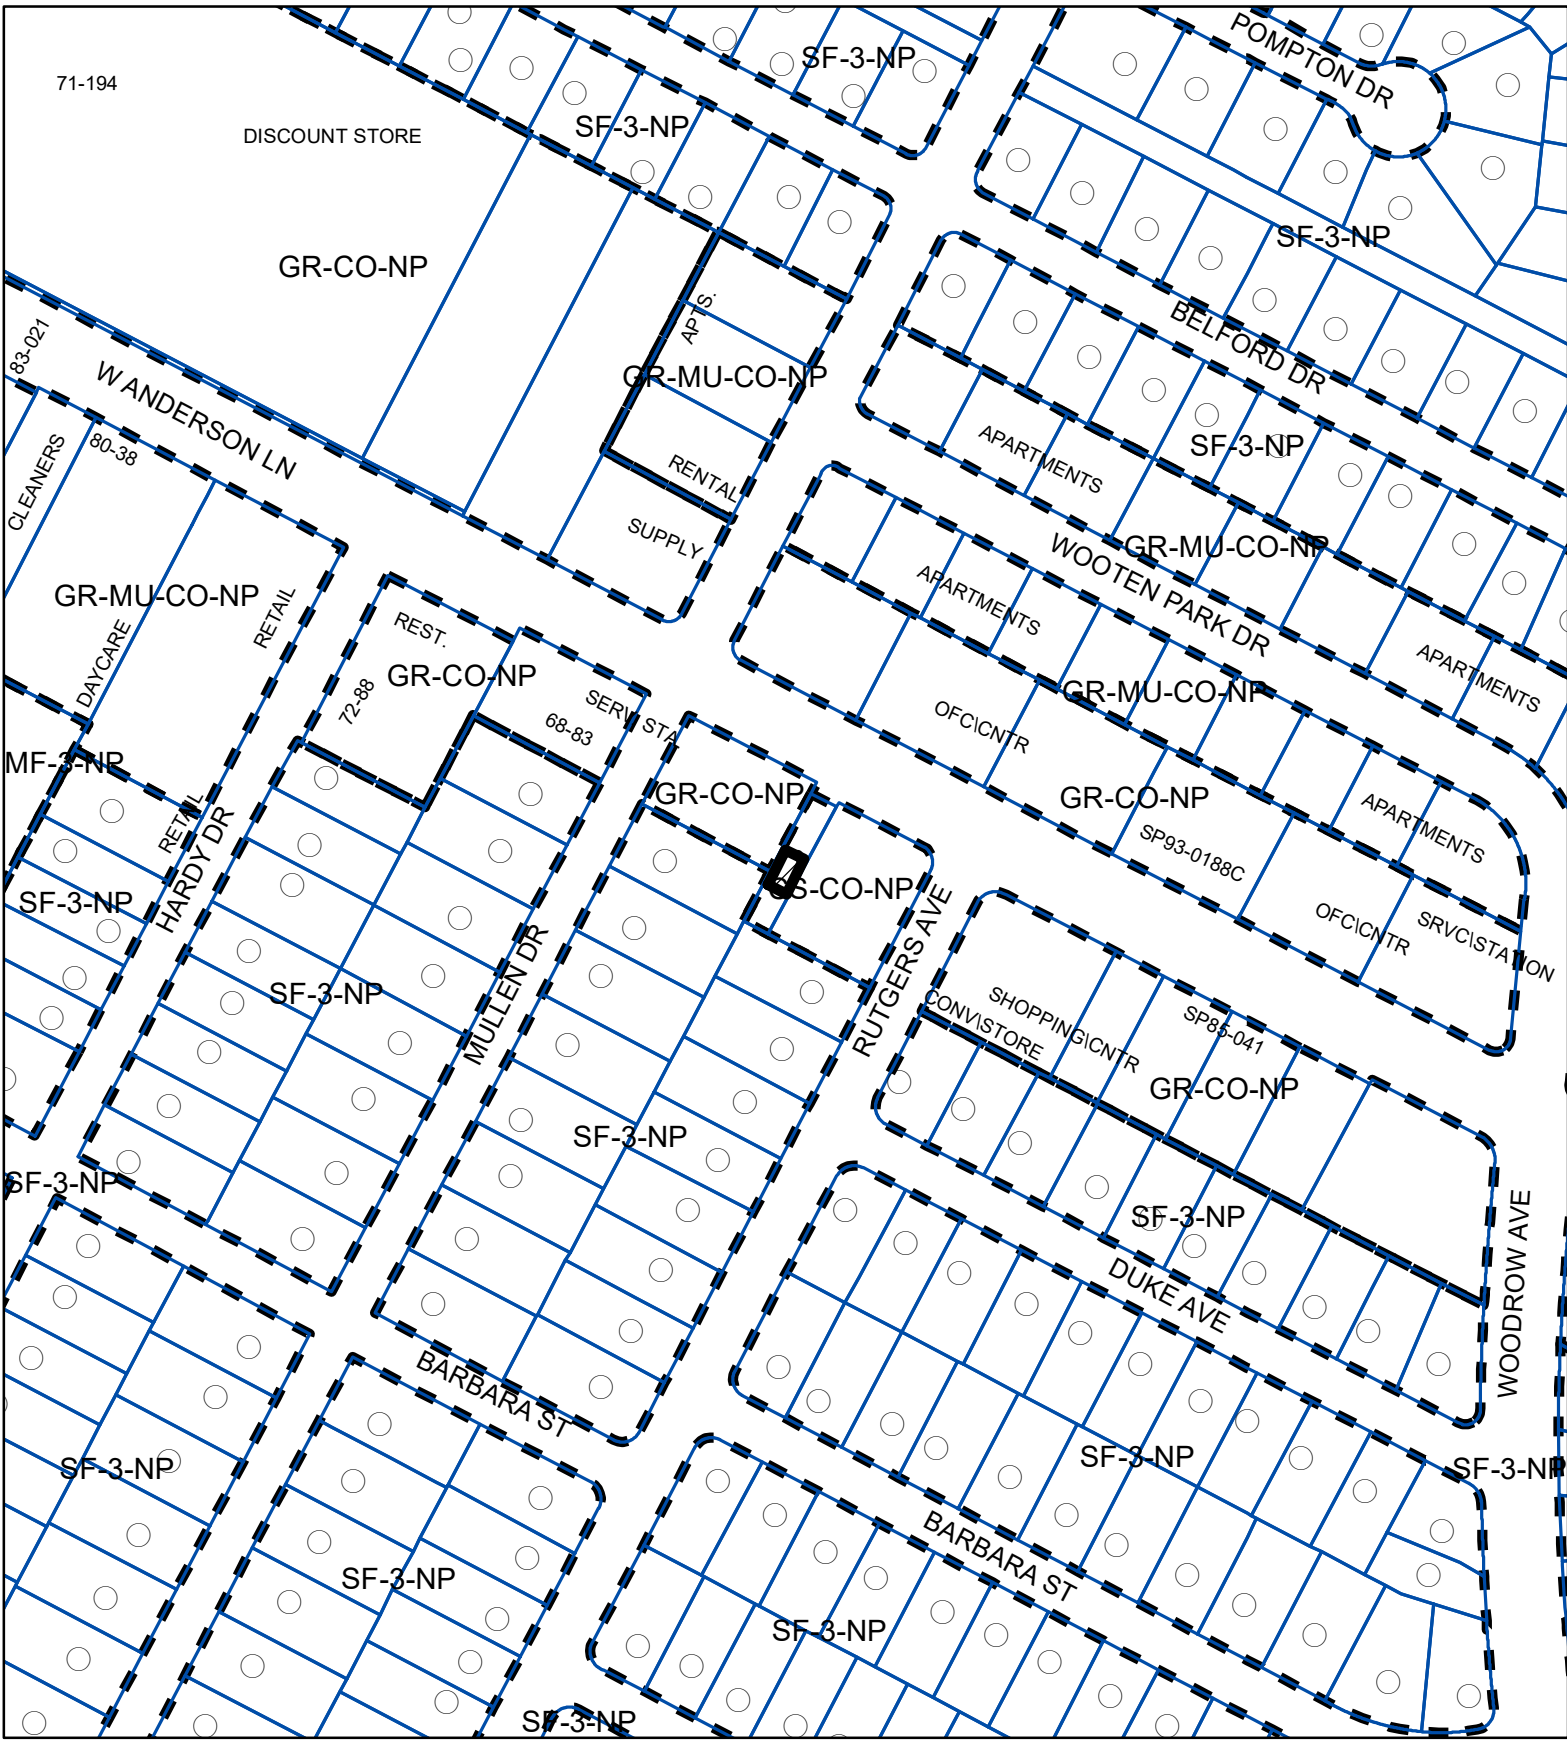 POMPTON DR
SF-3-NP
71-194
SF-3-NP
DISCOUNT STORE
SF-3-NP
GR-CO-NP
APTS.
BELFORD DR
83-021
GR-MU-CO-NP
W ANDERSON LN
SF-3-NP
80-38
APARTMENTS
CLEANERS
RENTAL
SUPPLY
GR-MU-CO-NP
WOOTEN PARK DR
GR-MU-CO-NP
APARTMENTS
RETAIL
REST.
DAYCARE
GR-CO-NP
APARTMENTS
GR-MU-CO-NP
72-88
SERV STA
68-83
OFC\CNTR
MF-3-NP
GR-CO-NP
GR-CO-NP
RETAIL
APARTMENTS
SP93-0188C
HARDY DR
CS-CO-NP
SF-3-NP
OFC\CNTR
SRVC\STATION
RUTGERS AVE
MULLEN DR
SF-3-NP
SHOPPING\CNTR
CONV\STORE
SP85-041
GR-CO-NP
SF-3-NP
SF-3-NP
SF-3-NP
DUKE AVE
WOODROW AVE
BARBARA ST
SF-3-NP
SF-3-NP
SF-3-NP
BARBARA ST
SF-3-NP
SF-3-NP
SF-3-NP